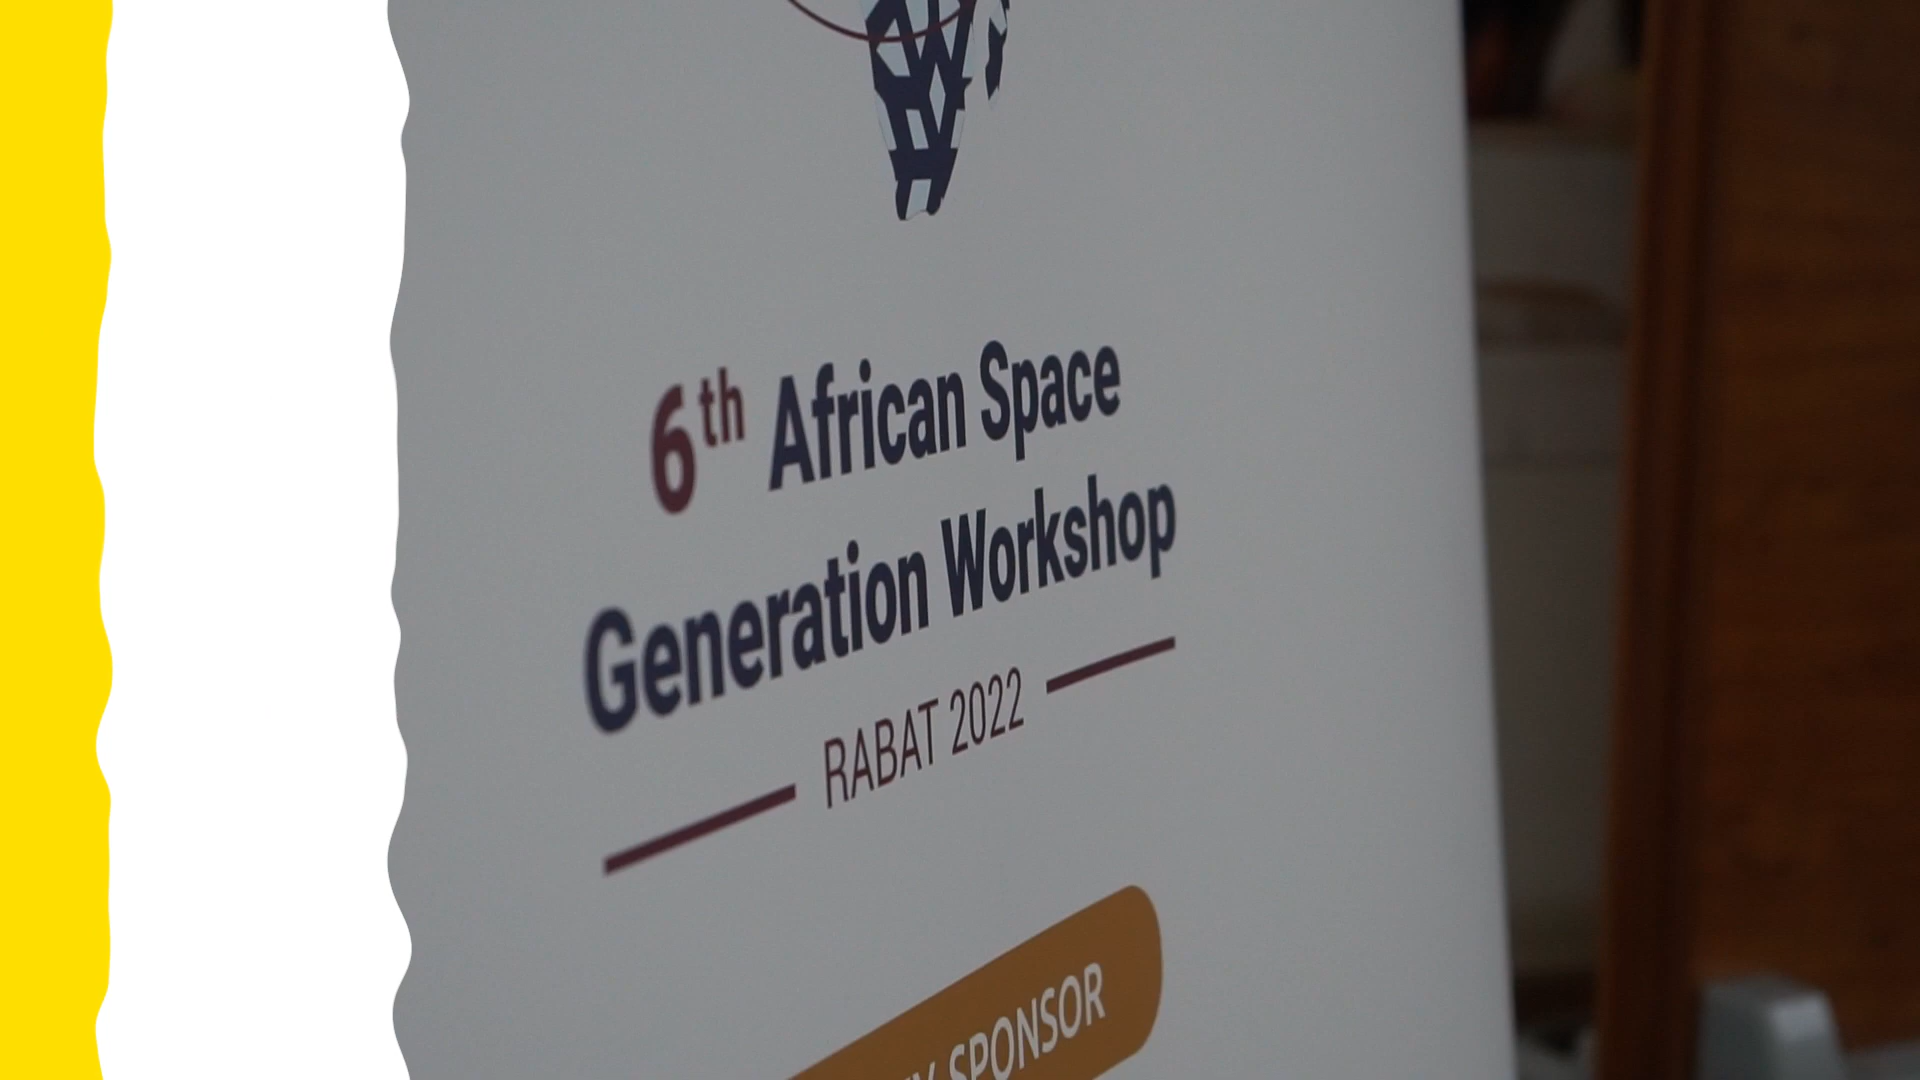 6th African Space
Generation Workshop
RABAT 2022
SPONSOR